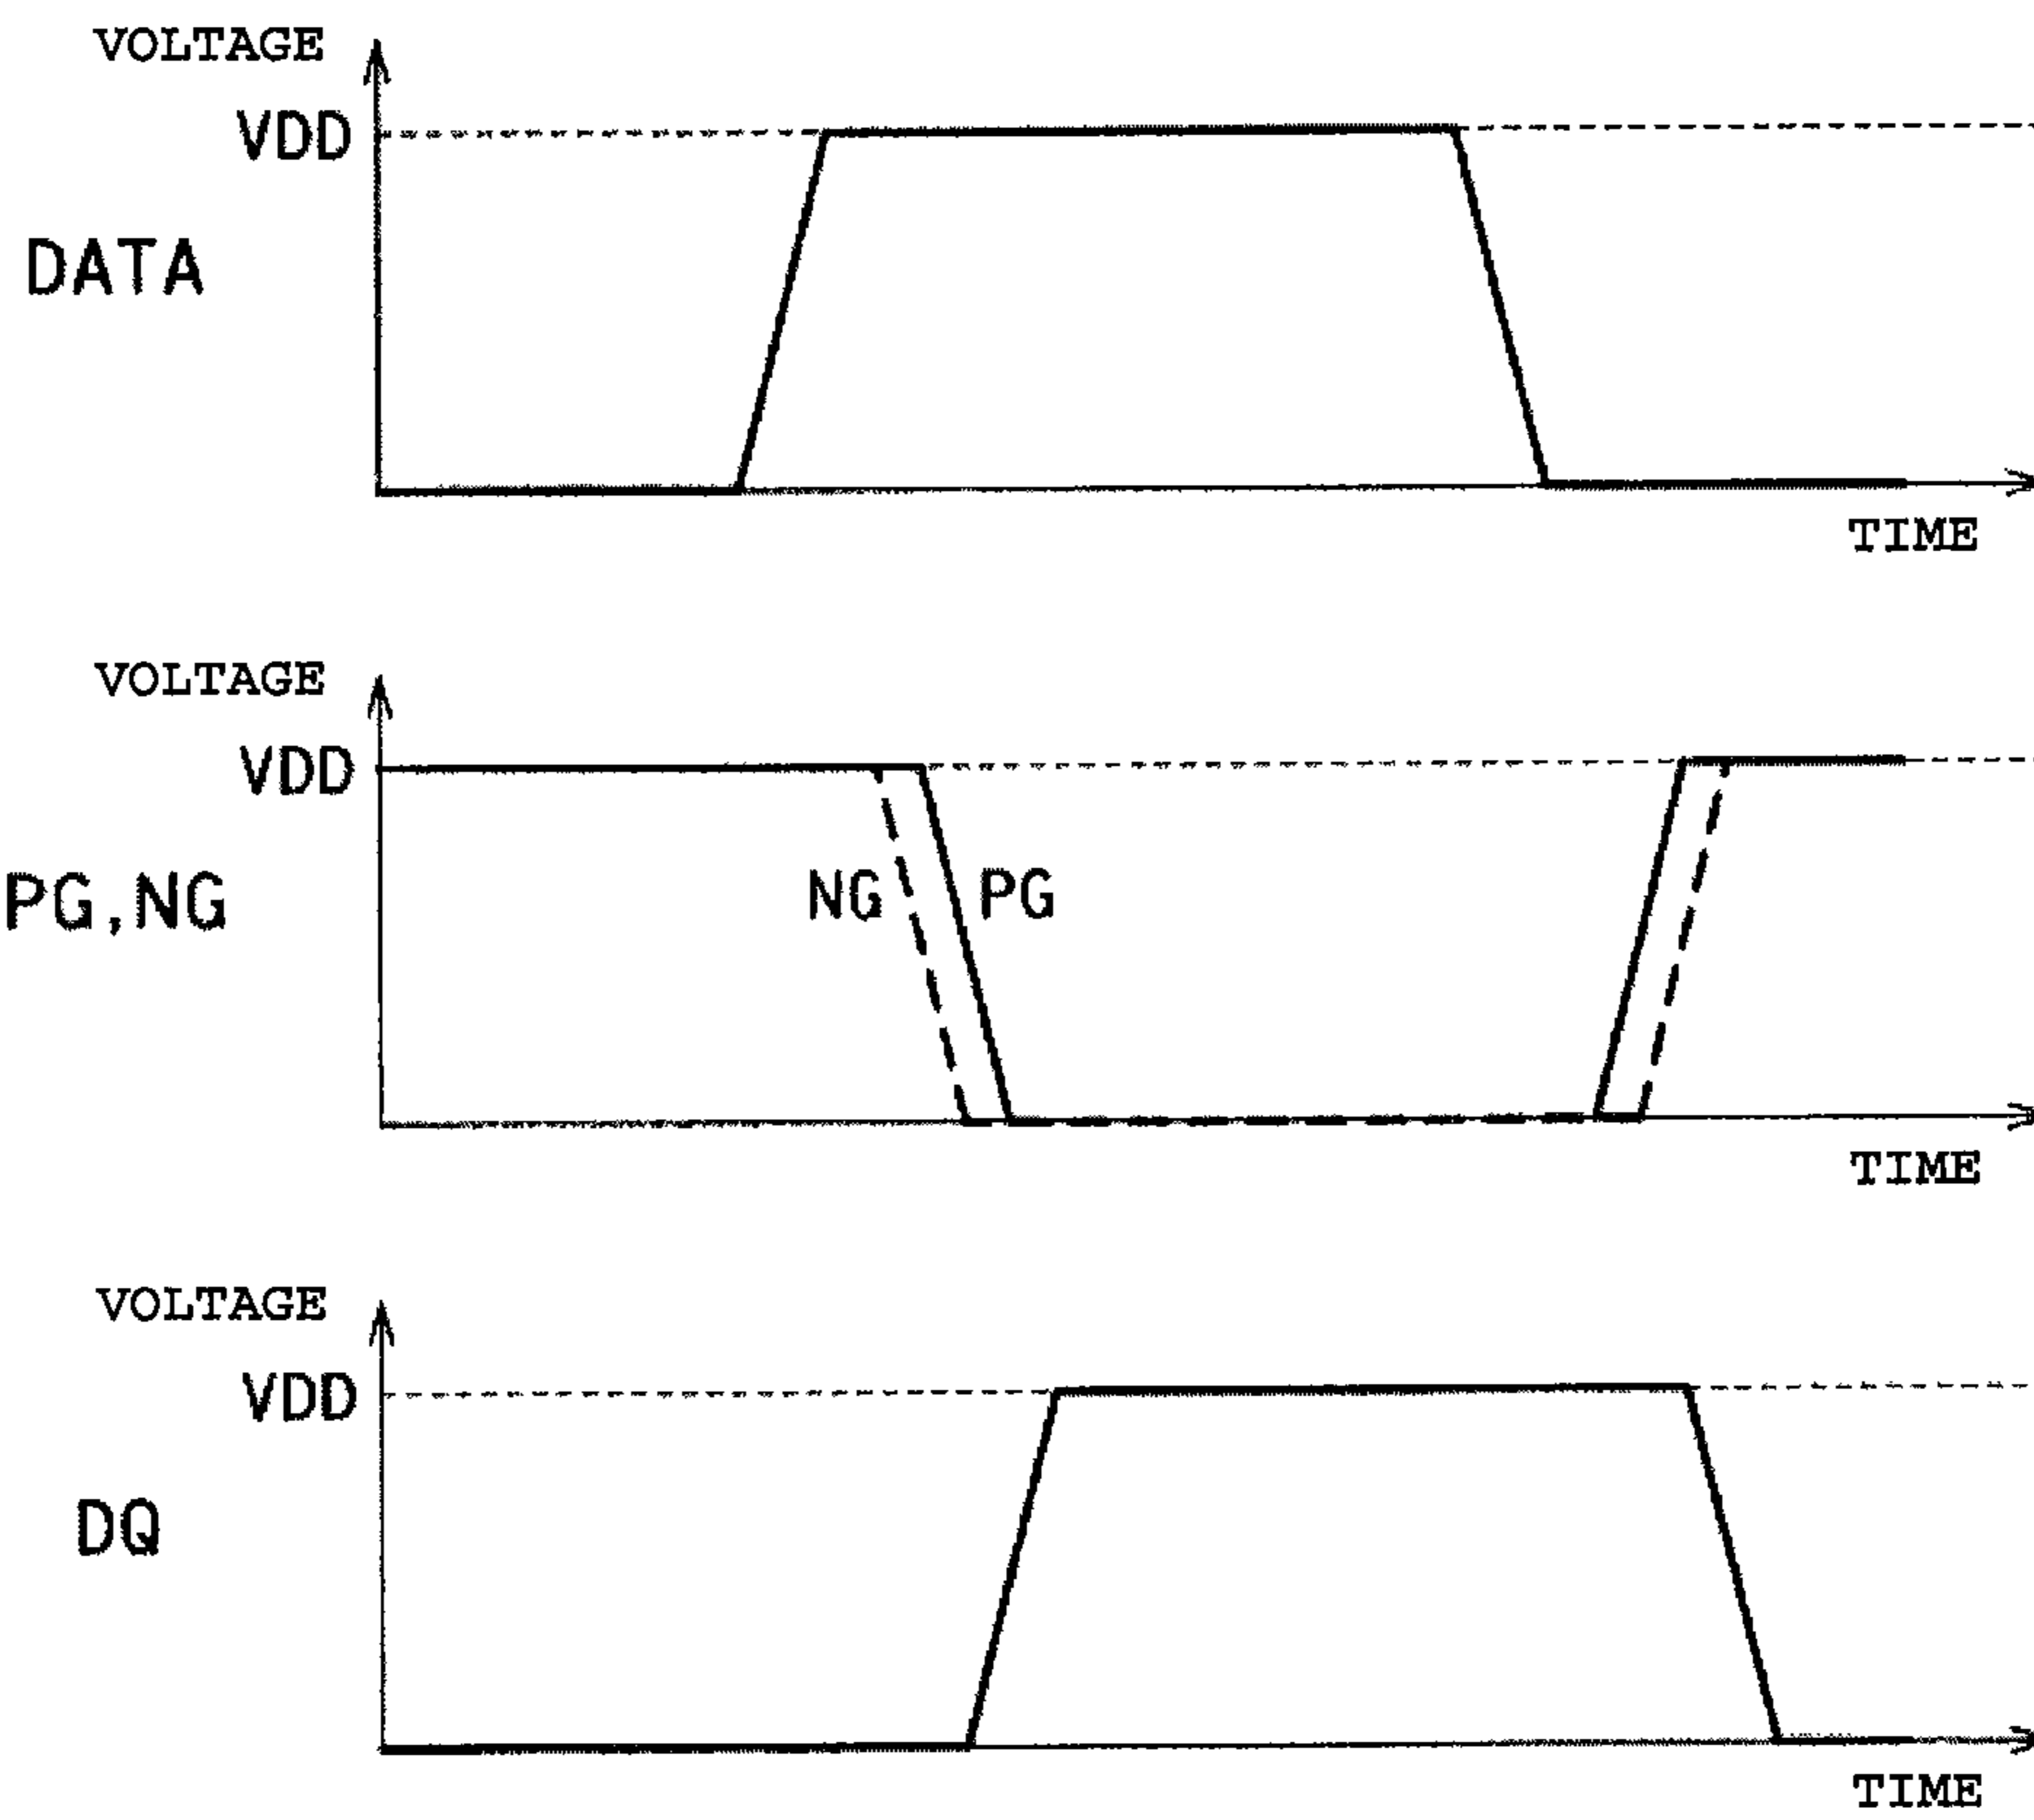 VOLTAGE
VDD
DATA
TIME
VOLTAGE
VDD
NG PG
PG,NG
TIME
VOLTAGE
VDD
DQ
TIME